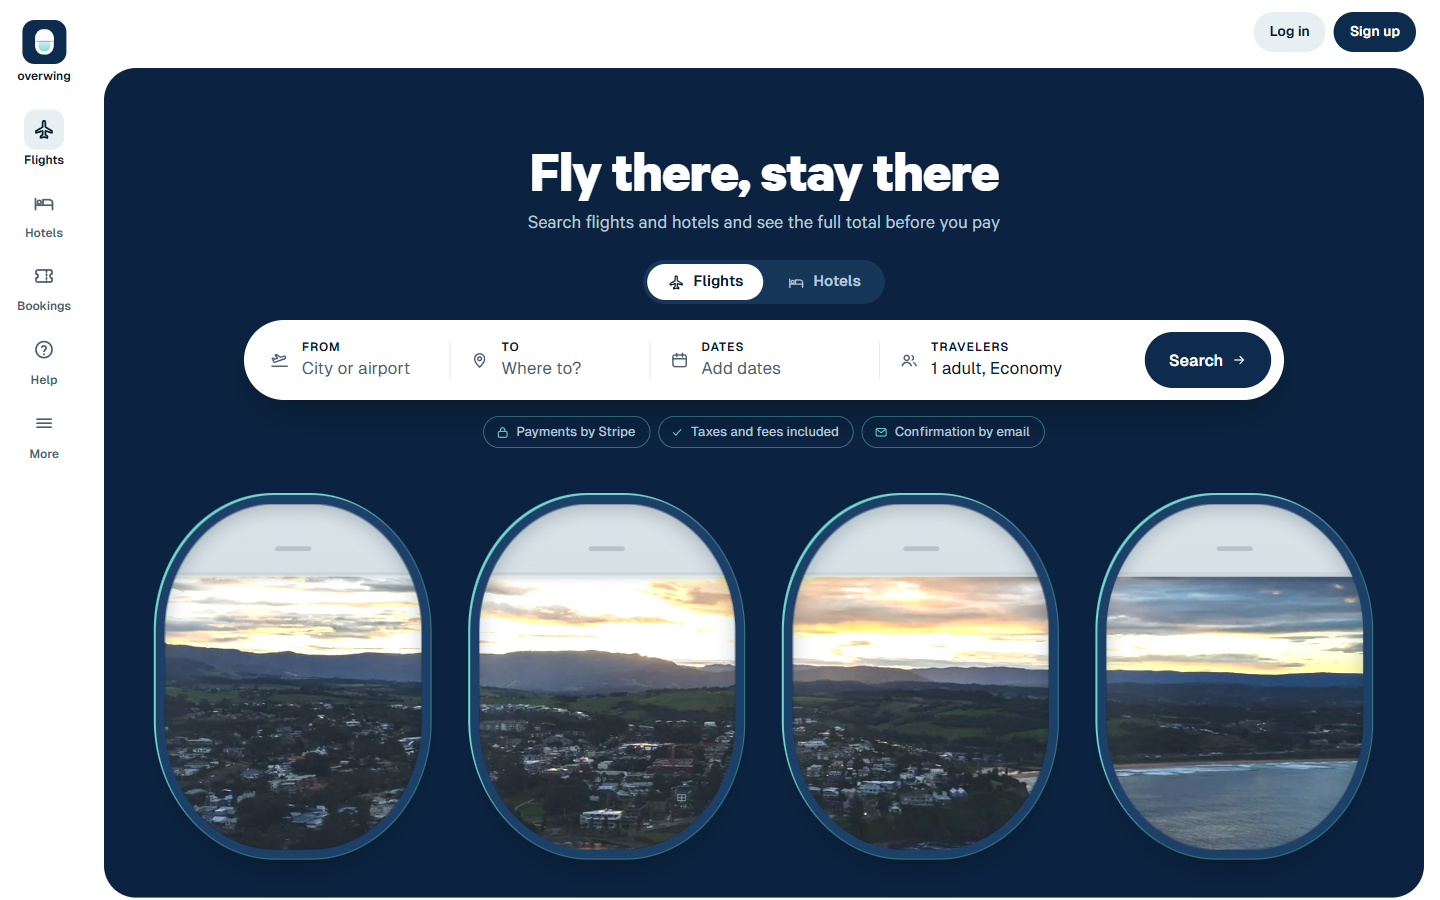 overwing
Flights
Hotels
Bookings
Help
More
Log in
Sign up
Fly there, stay there
Search flights and hotels and see the full total before you pay
Flights
Hotels
FROM
City or airport
TO
Where to?
DATES
Add dates
TRAVELERS
1 adult, Economy
Search
Payments by Stripe
Taxes and fees included
Confirmation by email